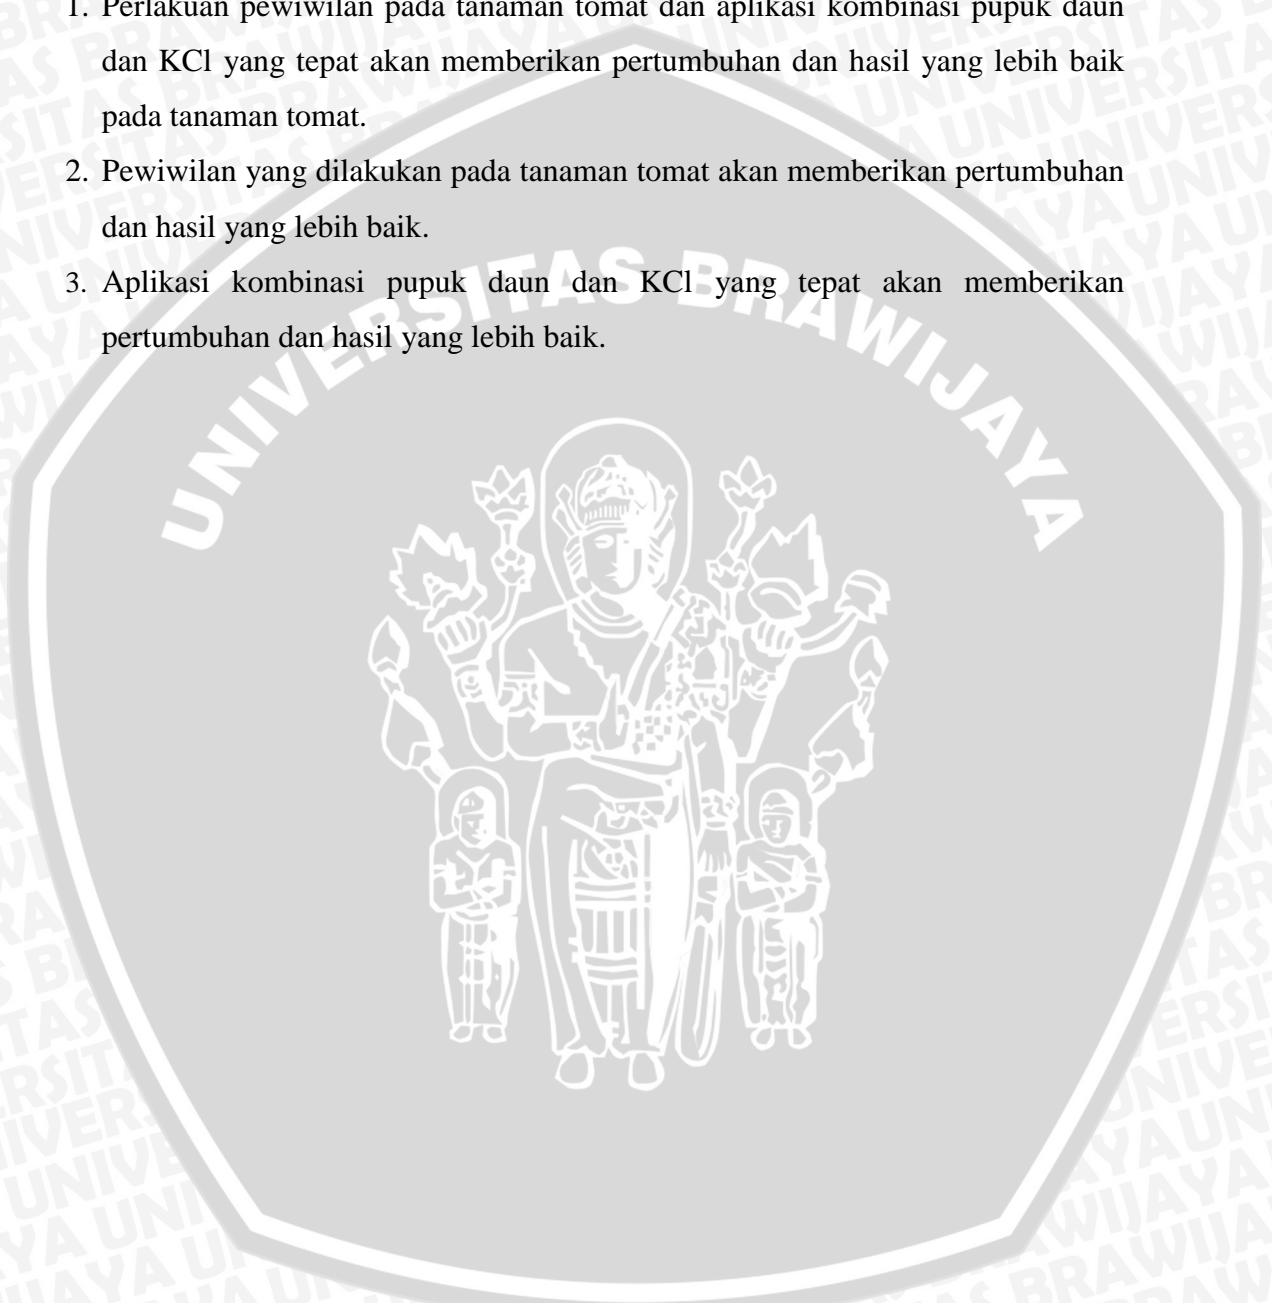 1. Perlakuan pewiwilan pada tanaman tomat dan aplikasi kombinasi pupuk daun
dan KCl yang tepat akan memberikan pertumbuhan dan hasil yang lebih baik
pada tanaman tomat.
2. Pewiwilan yang dilakukan pada tanaman tomat akan memberikan pertumbuhan
dan hasil yang lebih baik.
3. Aplikasi kombinasi pupuk daun dan KCl yang tepat akan memberikan
pertumbuhan dan hasil yang lebih baik.
UNIVERSITAS BRAWIJAYA